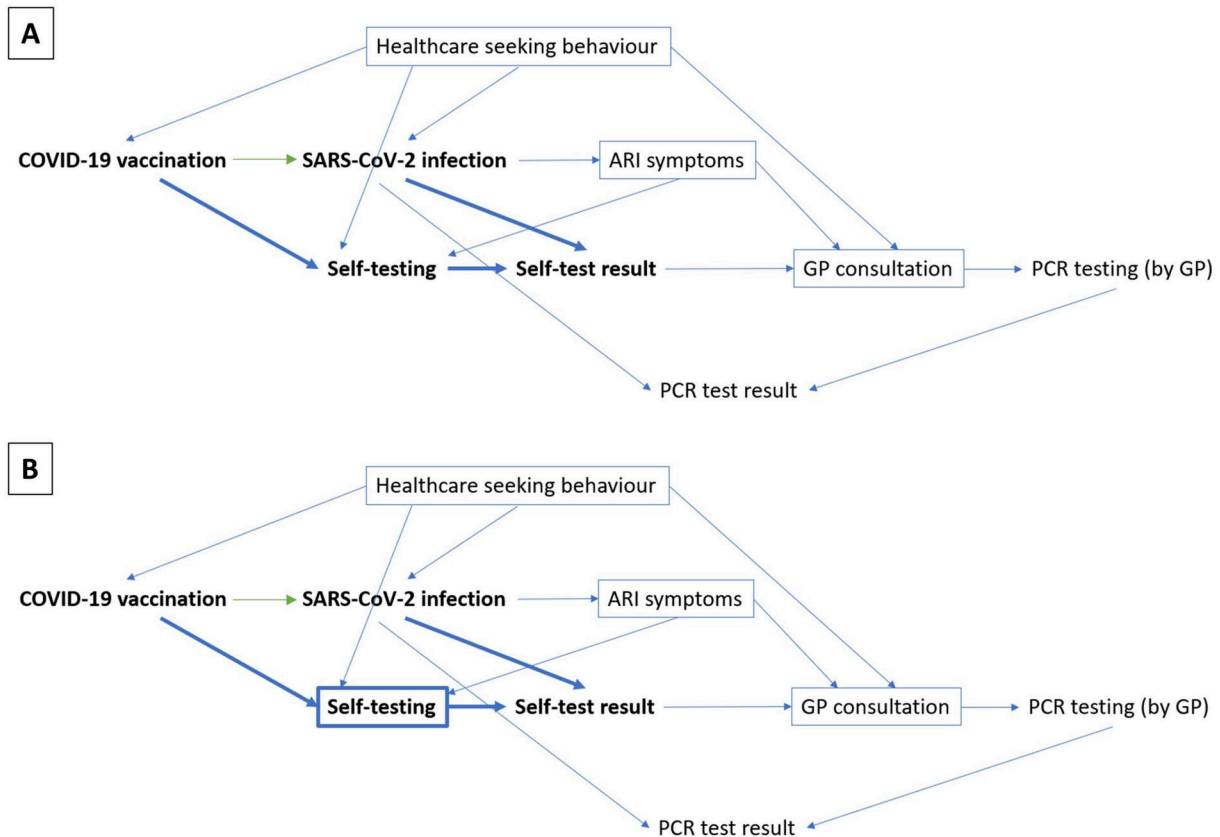 A
Healthcare seeking behaviour
COVID-19 vaccination
SARS-CoV-2 infection
ARI symptoms
Self-testing
Self-test result
GP consultation
PCR testing (by GP)
PCR test result
B
Healthcare seeking behaviour
COVID-19 vaccination
SARS-CoV-2 infection
ARI symptoms
Self-testing
Self-test result
GP consultation
PCR testing (by GP)
PCR test result